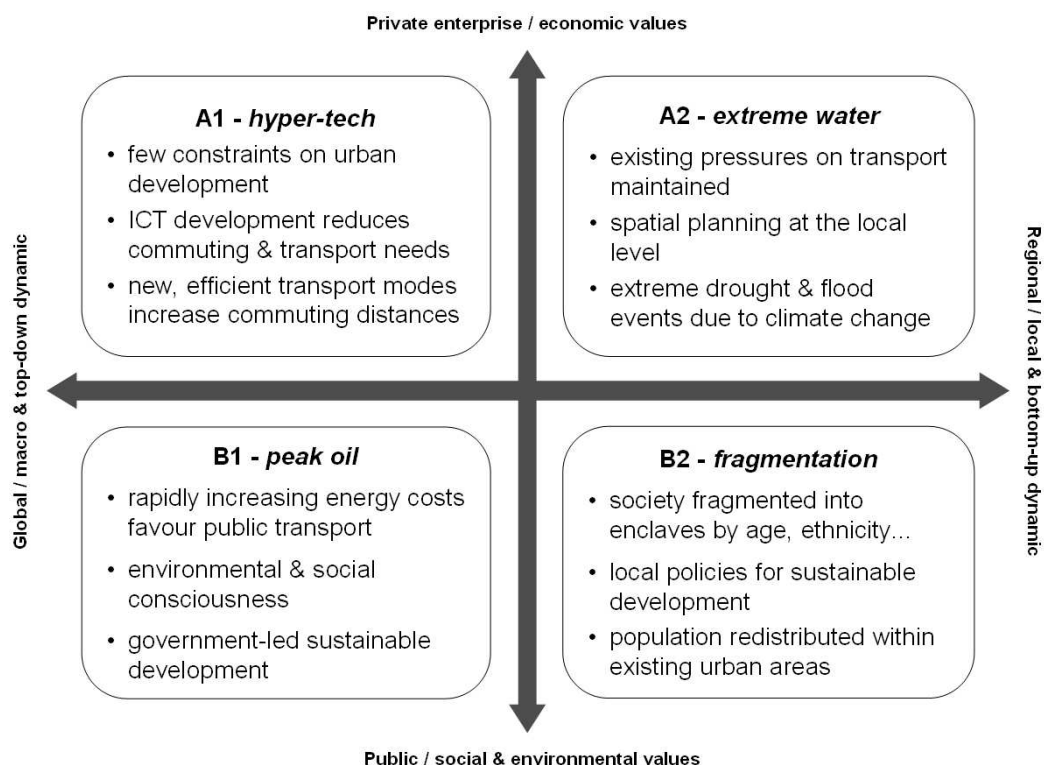 Private enterprise / economic values
A1 - hyper-tech
• few constraints on urban
development
• ICT development reduces
commuting & transport needs
• new, efficient transport modes
increase commuting distances
A2 - extreme water
• existing pressures on transport
maintained
• spatial planning at the local
level
• extreme drought & flood
events due to climate change
Global / macro & top-down dynamic
Regional / local & bottom-up dynamic
B1 - peak oil
• rapidly increasing energy costs
favour public transport
• environmental & social
consciousness
• government-led sustainable
development
B2 - fragmentation
• society fragmented into
enclaves by age, ethnicity...
• local policies for sustainable
development
• population redistributed within
existing urban areas
Public / social & environmental values